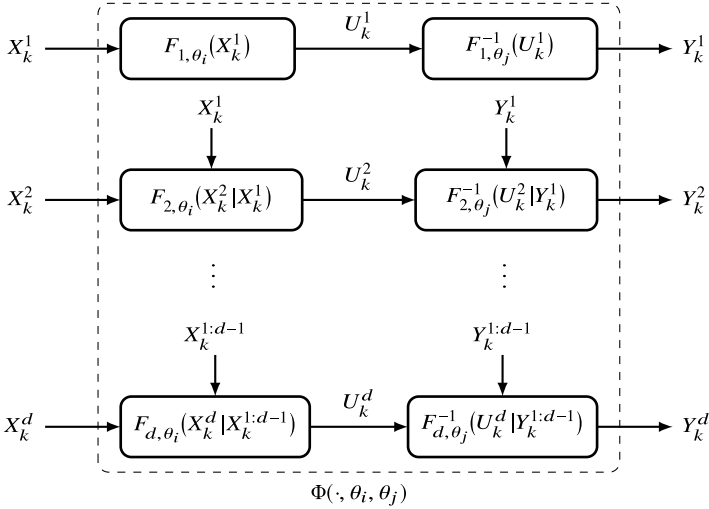 X_k^1 F_{1,θ_i}(X_k^1) U_k^1 F_{1,θ_j}^{-1}(U_k^1) Y_k^1
X_k^1 Y_k^1
X_k^2 F_{2,θ_i}(X_k^2|X_k^1) U_k^2 F_{2,θ_j}^{-1}(U_k^2|Y_k^1) Y_k^2
⋮ ⋮
X_k^{1:d−1} Y_k^{1:d−1}
X_k^d F_{d,θ_i}(X_k^d|X_k^{1:d−1}) U_k^d F_{d,θ_j}^{-1}(U_k^d|Y_k^{1:d−1}) Y_k^d
Φ(·, θ_i, θ_j)